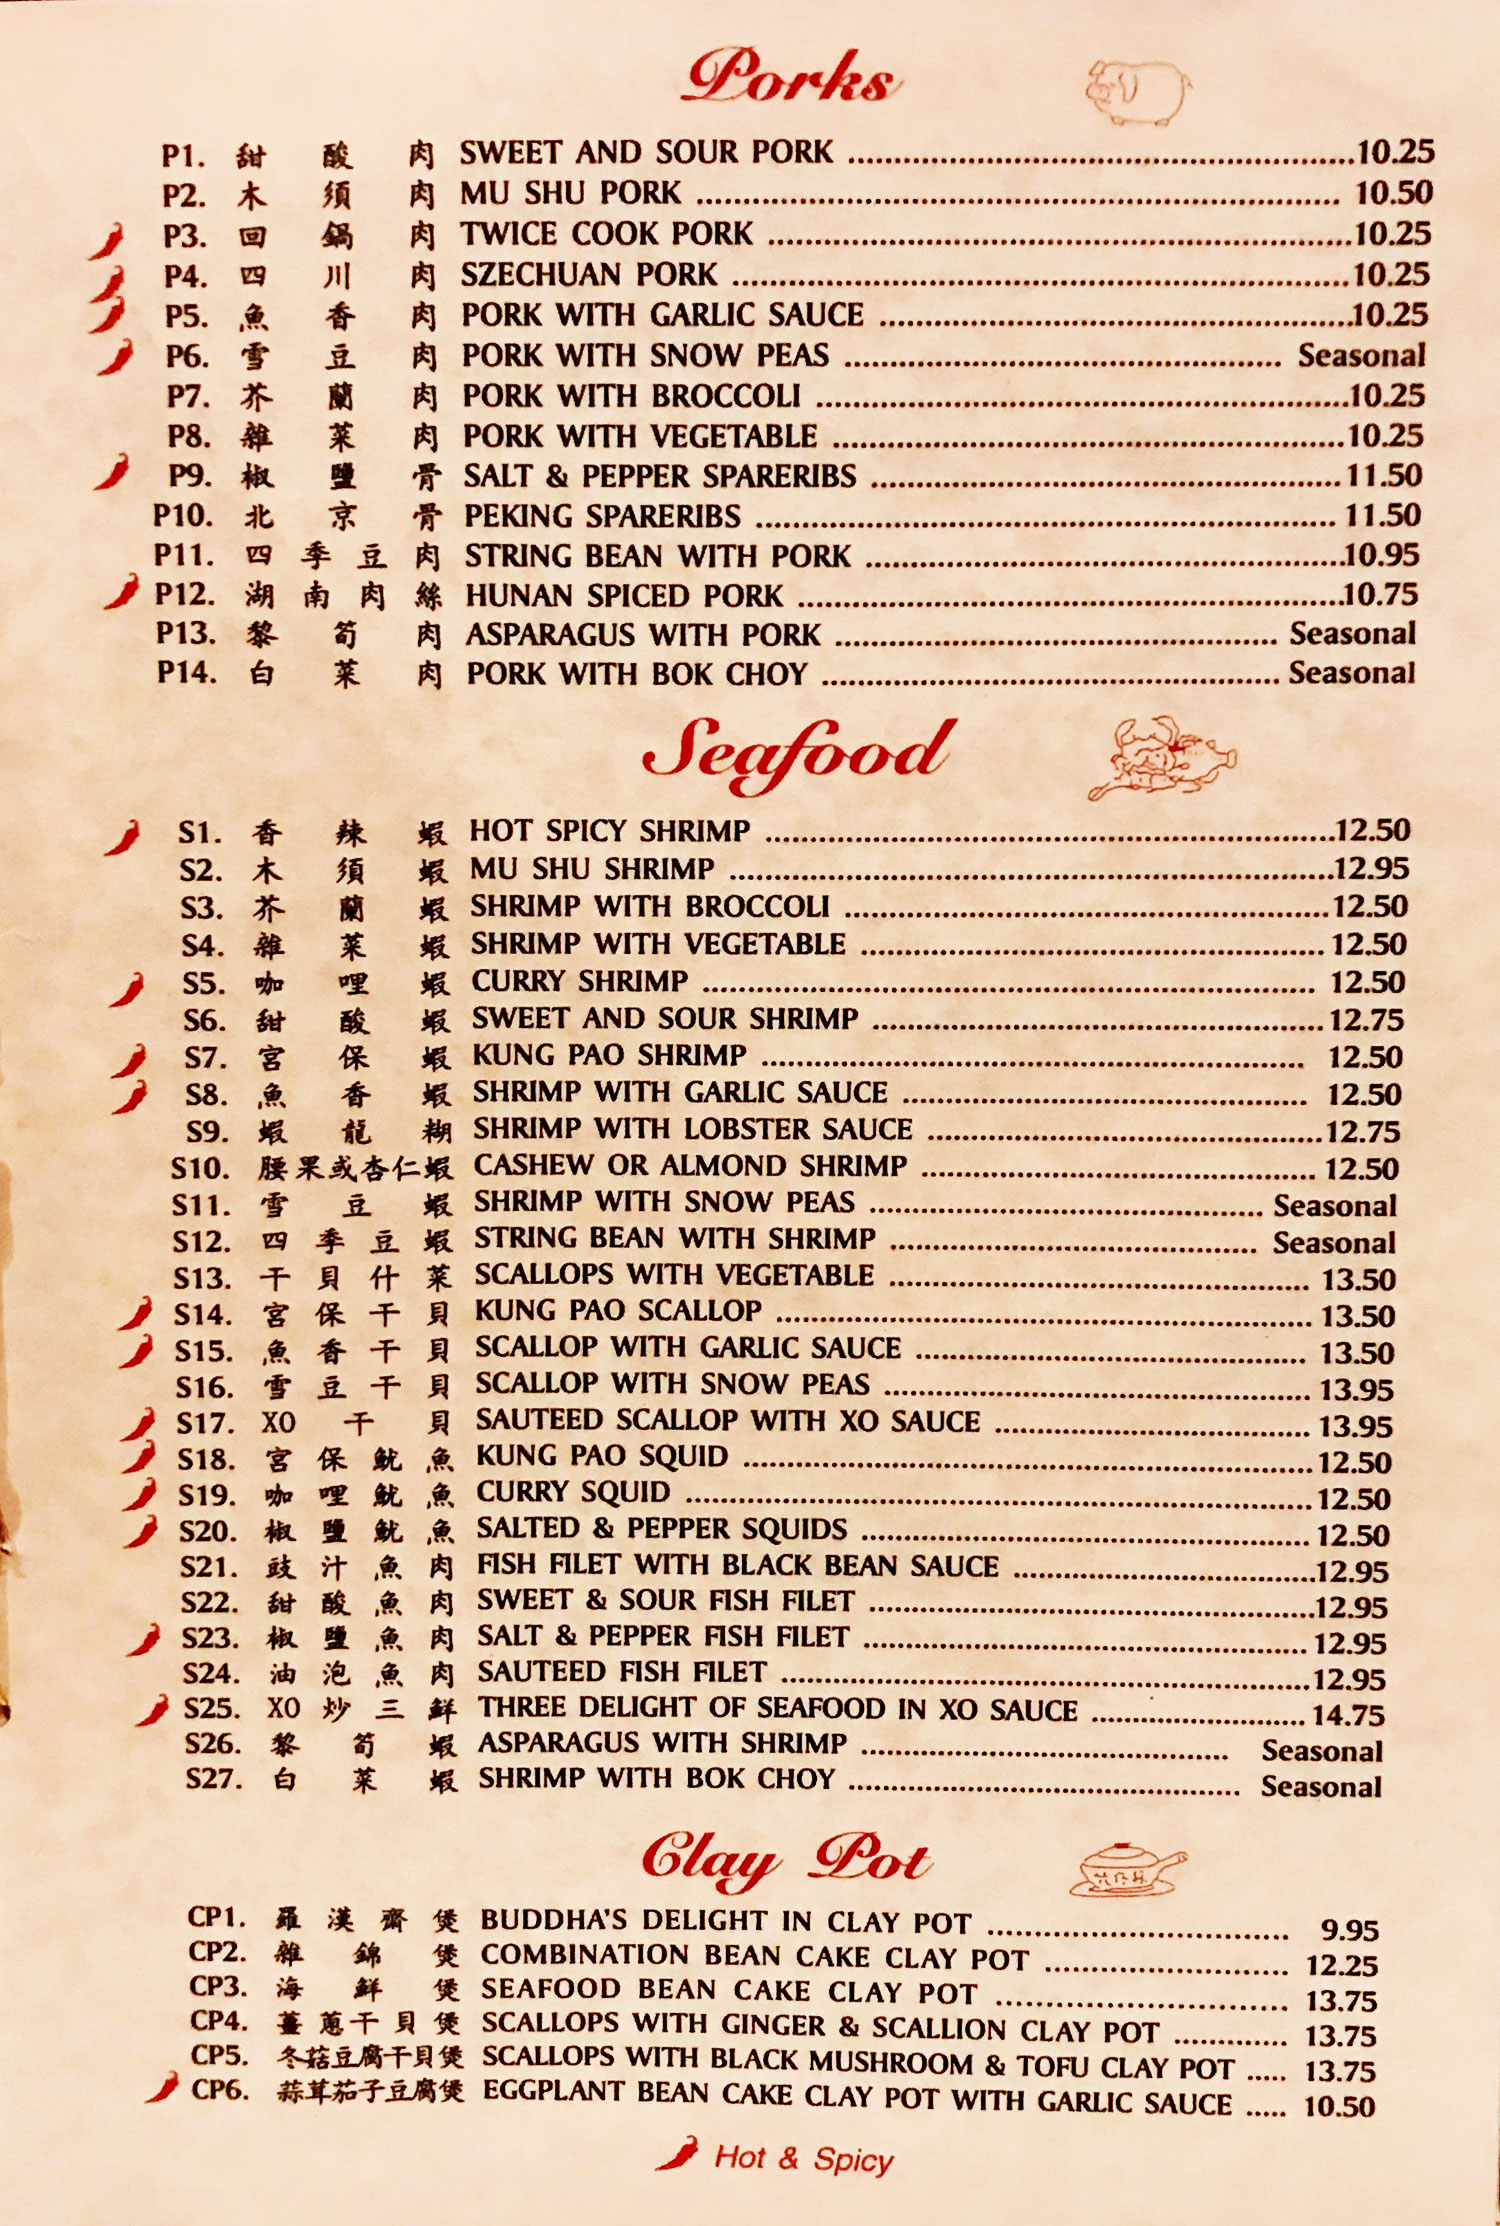 Porks
P1. 甜酸肉 SWEET AND SOUR PORK 10.25
P2. 木須肉 MU SHU PORK 10.50
P3. 回鍋肉 TWICE COOK PORK 10.25
P4. 四川肉 SZECHUAN PORK 10.25
P5. 魚香肉 PORK WITH GARLIC SAUCE 10.25
P6. 雪豆肉 PORK WITH SNOW PEAS Seasonal
P7. 芥蘭肉 PORK WITH BROCCOLI 10.25
P8. 雜菜肉 PORK WITH VEGETABLE 10.25
P9. 椒鹽骨 SALT & PEPPER SPARERIBS 11.50
P10. 北京骨 PEKING SPARERIBS 11.50
P11. 四季豆肉 STRING BEAN WITH PORK 10.95
P12. 湖南肉絲 HUNAN SPICED PORK 10.75
P13. 黎筍肉 ASPARAGUS WITH PORK Seasonal
P14. 白菜肉 PORK WITH BOK CHOY Seasonal
Seafood
S1. 香辣蝦 HOT SPICY SHRIMP 12.50
S2. 木須蝦 MU SHU SHRIMP 12.95
S3. 芥蘭蝦 SHRIMP WITH BROCCOLI 12.50
S4. 雜菜蝦 SHRIMP WITH VEGETABLE 12.50
S5. 咖哩蝦 CURRY SHRIMP 12.50
S6. 甜酸蝦 SWEET AND SOUR SHRIMP 12.75
S7. 宮保蝦 KUNG PAO SHRIMP 12.50
S8. 魚香蝦 SHRIMP WITH GARLIC SAUCE 12.50
S9. 蝦龍糊 SHRIMP WITH LOBSTER SAUCE 12.75
S10. 腰果或杏仁蝦 CASHEW OR ALMOND SHRIMP 12.50
S11. 雪豆蝦 SHRIMP WITH SNOW PEAS Seasonal
S12. 四季豆蝦 STRING BEAN WITH SHRIMP Seasonal
S13. 干貝什菜 SCALLOPS WITH VEGETABLE 13.50
S14. 宮保干貝 KUNG PAO SCALLOP 13.50
S15. 魚香干貝 SCALLOP WITH GARLIC SAUCE 13.50
S16. 雪豆干貝 SCALLOP WITH SNOW PEAS 13.95
S17. XO干貝 SAUTEED SCALLOP WITH XO SAUCE 13.95
S18. 宮保魷魚 KUNG PAO SQUID 12.50
S19. 咖哩魷魚 CURRY SQUID 12.50
S20. 椒鹽魷魚 SALTED & PEPPER SQUIDS 12.50
S21. 豉汁魚肉 FISH FILET WITH BLACK BEAN SAUCE 12.95
S22. 甜酸魚肉 SWEET & SOUR FISH FILET 12.95
S23. 椒鹽魚肉 SALT & PEPPER FISH FILET 12.95
S24. 油泡魚肉 SAUTEED FISH FILET 12.95
S25. XO炒三鮮 THREE DELIGHT OF SEAFOOD IN XO SAUCE 14.75
S26. 黎筍蝦 ASPARAGUS WITH SHRIMP Seasonal
S27. 白菜蝦 SHRIMP WITH BOK CHOY Seasonal
Clay Pot
CP1. 羅漢齋煲 BUDDHA'S DELIGHT IN CLAY POT 9.95
CP2. 雜錦煲 COMBINATION BEAN CAKE CLAY POT 12.25
CP3. 海鮮煲 SEAFOOD BEAN CAKE CLAY POT 13.75
CP4. 薑蔥干貝煲 SCALLOPS WITH GINGER & SCALLION CLAY POT 13.75
CP5. 冬菇豆腐干貝煲 SCALLOPS WITH BLACK MUSHROOM & TOFU CLAY POT 13.75
CP6. 蒜茸茄子豆腐煲 EGGPLANT BEAN CAKE CLAY POT WITH GARLIC SAUCE 10.50
Hot & Spicy